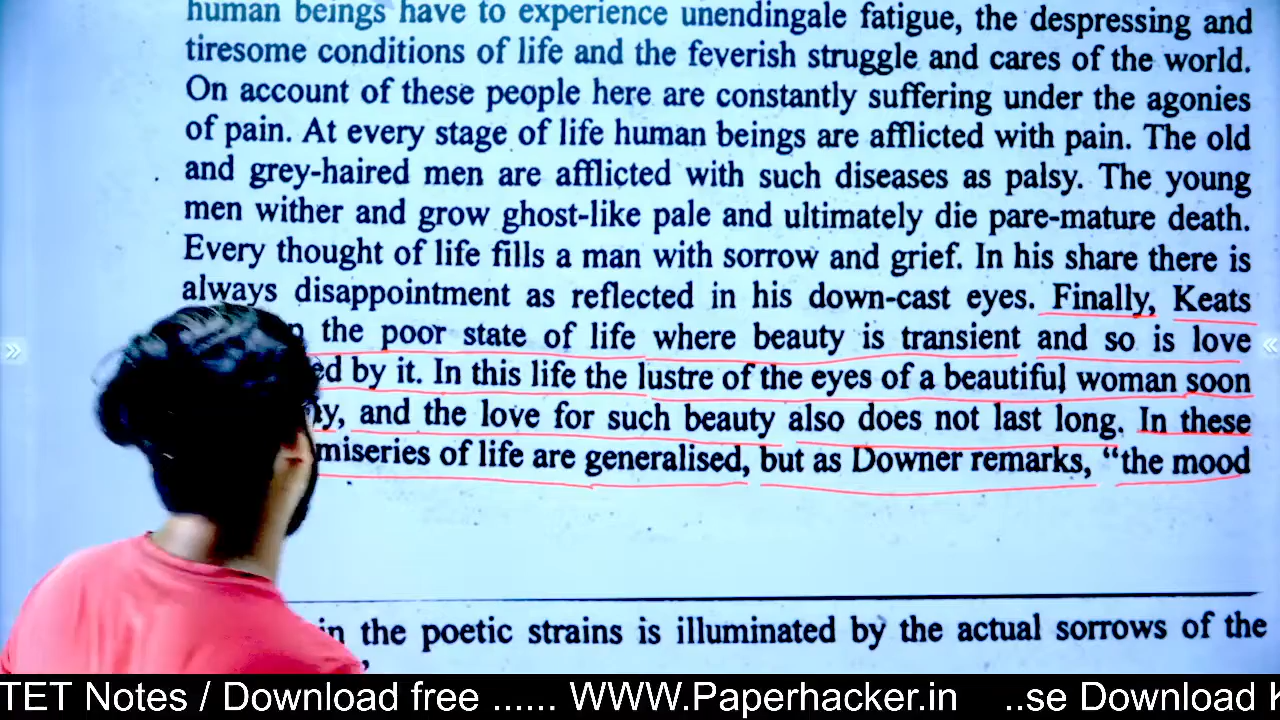 human beings have to experience unendingale fatigue, the despressing and
tiresome conditions of life and the feverish struggle and cares of the world.
On account of these people here are constantly suffering under the agonies
of pain. At every stage of life human beings are afflicted with pain. The old
and grey-haired men are afflicted with such diseases as palsy. The young
men wither and grow ghost-like pale and ultimately die pare-mature death.
Every thought of life fills a man with sorrow and grief. In his share there is
always disappointment as reflected in his down-cast eyes. Finally, Keats
the poor state of life where beauty is transient and so is love
by it. In this life the lustre of the eyes of a beautiful woman soon
and the love for such beauty also does not last long. In these
miseries of life are generalised, but as Downer remarks, “the mood
in the poetic strains is illuminated by the actual sorrows of the
TET Notes / Download free ...... WWW.Paperhacker.in ..se Download